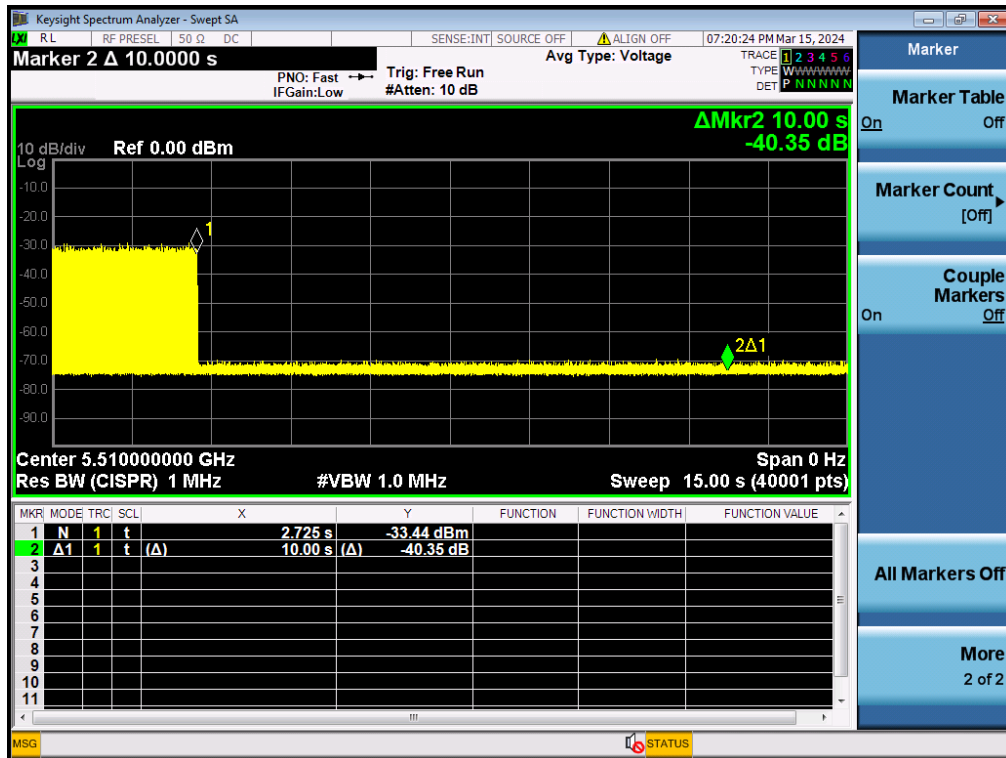 Keysight Spectrum Analyzer - Swept SA
LXI RL RF PRESEL 50 Ω DC SENSE:INT SOURCE OFF ALIGN OFF 07:20:24 PM Mar 15, 2024
Marker 2 Δ 10.0000 s
PNO: Fast
IFGain:Low
Trig: Free Run
#Atten: 10 dB
Avg Type: Voltage
TRACE 1 2 3 4 5 6
TYPE WWWWWW
DET P N N N N N
ΔMkr2 10.00 s
-40.35 dB
10 dB/div Ref 0.00 dBm
Log
-10.0
-20.0
-30.0
-40.0
-50.0
-60.0
-70.0
-80.0
-90.0
1
2Δ1
Center 5.510000000 GHz Span 0 Hz
Res BW (CISPR) 1 MHz #VBW 1.0 MHz Sweep 15.00 s (40001 pts)
MKR MODE TRC SCL X Y FUNCTION FUNCTION WIDTH FUNCTION VALUE
1 N 1 t 2.725 s -33.44 dBm
2 Δ1 1 t (Δ) 10.00 s (Δ) -40.35 dB
3
4
5
6
7
8
9
10
11
MSG STATUS
Marker
Marker Table
On Off
Marker Count
[Off]
Couple
Markers
On Off
All Markers Off
More
2 of 2